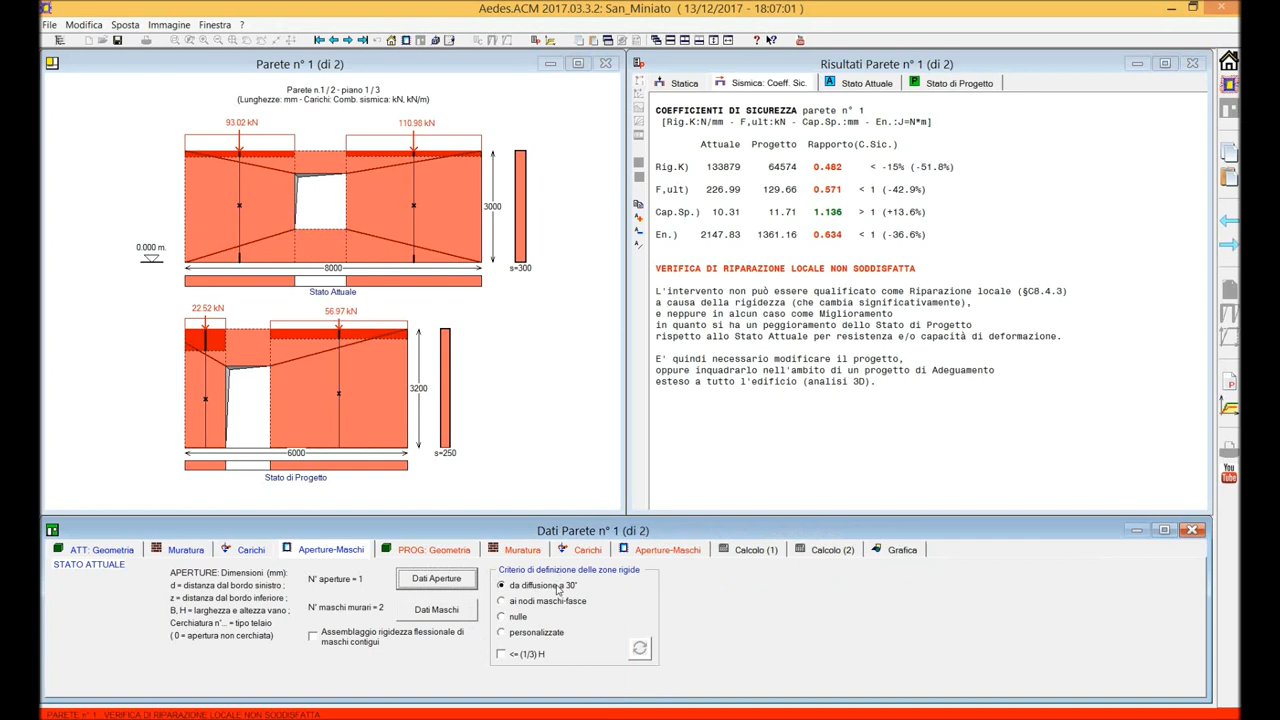 Aedes.ACM 2017.03.3.2: San_Miniato ( 13/12/2017 - 18:07:01 )
File Modifica Sposta Immagine Finestra ?
Parete n° 1 (di 2)
Parete n.1 / 2 - piano 1 / 3
(Lunghezze: mm - Carichi: Comb. sismica: kN, kN/m)
93.02 kN 110.98 kN
3000
0.000 m.
8000
s=300
Stato Attuale
22.52 kN 56.97 kN
3200
6000
s=250
Stato di Progetto
Risultati Parete n° 1 (di 2)
Statica Sismica: Coeff. Sic. A Stato Attuale P Stato di Progetto
COEFFICIENTI DI SICUREZZA parete n° 1
[Rig.K:N/mm - F,ult:kN - Cap.Sp.:mm - En.:J=N*m]
Attuale Progetto Rapporto(C.Sic.)
Rig.K) 133879 64574 0.482 < -15% (-51.8%)
F,ult) 226.99 129.66 0.571 < 1 (-42.9%)
Cap.Sp.) 10.31 11.71 1.136 > 1 (+13.6%)
En.) 2147.83 1361.16 0.634 < 1 (-36.6%)
VERIFICA DI RIPARAZIONE LOCALE NON SODDISFATTA
L'intervento non può essere qualificato come Riparazione locale (§C8.4.3)
a causa della rigidezza (che cambia significativamente),
e neppure in alcun caso come Miglioramento
in quanto si ha un peggioramento dello Stato di Progetto
rispetto allo Stato Attuale per resistenza e/o capacità di deformazione.
E' quindi necessario modificare il progetto,
oppure inquadrarlo nell'ambito di un progetto di Adeguamento
esteso a tutto l'edificio (analisi 3D).
You
Tube
Dati Parete n° 1 (di 2)
ATT: Geometria Muratura Carichi Aperture-Maschi PROG: Geometria Muratura Carichi Aperture-Maschi Calcolo (1) Calcolo (2) Grafica
STATO ATTUALE
APERTURE: Dimensioni (mm):
d = distanza dal bordo sinistro ;
z = distanza dal bordo inferiore ;
B, H = larghezza e altezza vano ;
Cerchiatura n°... = tipo telaio
( 0 = apertura non cerchiata)
N° aperture = 1 Dati Aperture
N° maschi murari = 2 Dati Maschi
Assemblaggio rigidezza flessionale di
maschi contigui
Criterio di definizione delle zone rigide
da diffusione a 30°
ai nodi maschi-fasce
nulle
personalizzate
<= (1/3) H
PARETE n° 1 VERIFICA DI RIPARAZIONE LOCALE NON SODDISFATTA